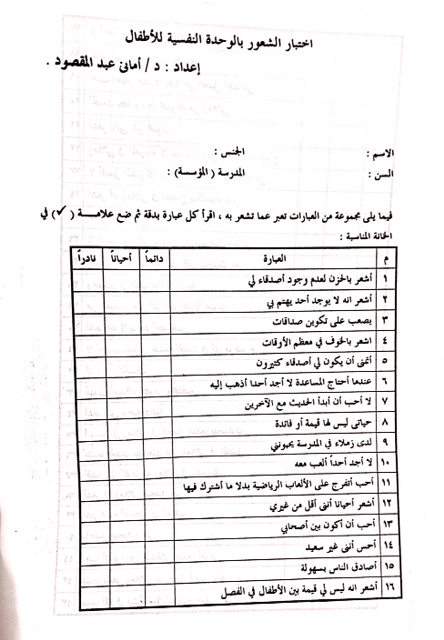 اختبار الشعور بالوحدة النفسية للأطفال
إعداد : د/ أمانى عبد المقصود .
الاسم : الجنس :
السن : المدرسة (المؤسسة) :
فيما يلى مجموعة من العبارات تعبر عما تشعر به ، اقرأ كل عبارة بدقة ثم ضع علامة ( ✓ ) في
الخانة المناسبة :
م العبارة دائماً أحياناً نادراً
١ أشعر بالحزن لعدم وجود أصدقاء لي
٢ أشعر انه لا يوجد أحد يهتم بي
٣ يصعب على تكوين صداقات
٤ اشعر بالخوف في معظم الأوقات
٥ أتمنى أن يكون لي أصدقاء كثيرون
٦ عندما أحتاج المساعدة لا أجد أحدا أذهب إليه
٧ لا أحب أن أبدأ الحديث مع الآخرين
٨ حياتى ليس لها قيمة أو فائدة
٩ لدى زملاء في المدرسة يحبونني
١٠ لا أجد أحداً ألعب معه
١١ أحب أتفرج على الألعاب الرياضية بدلا ما أشترك فيها
١٢ أشعر أحيانا أننى أقل من غيري
١٣ أحب أن أكون بين أصحابي
١٤ أحس أننى غير سعيد
١٥ أصادق الناس بسهولة
١٦ أشعر انه ليس لي قيمة بين الأطفال في الفصل